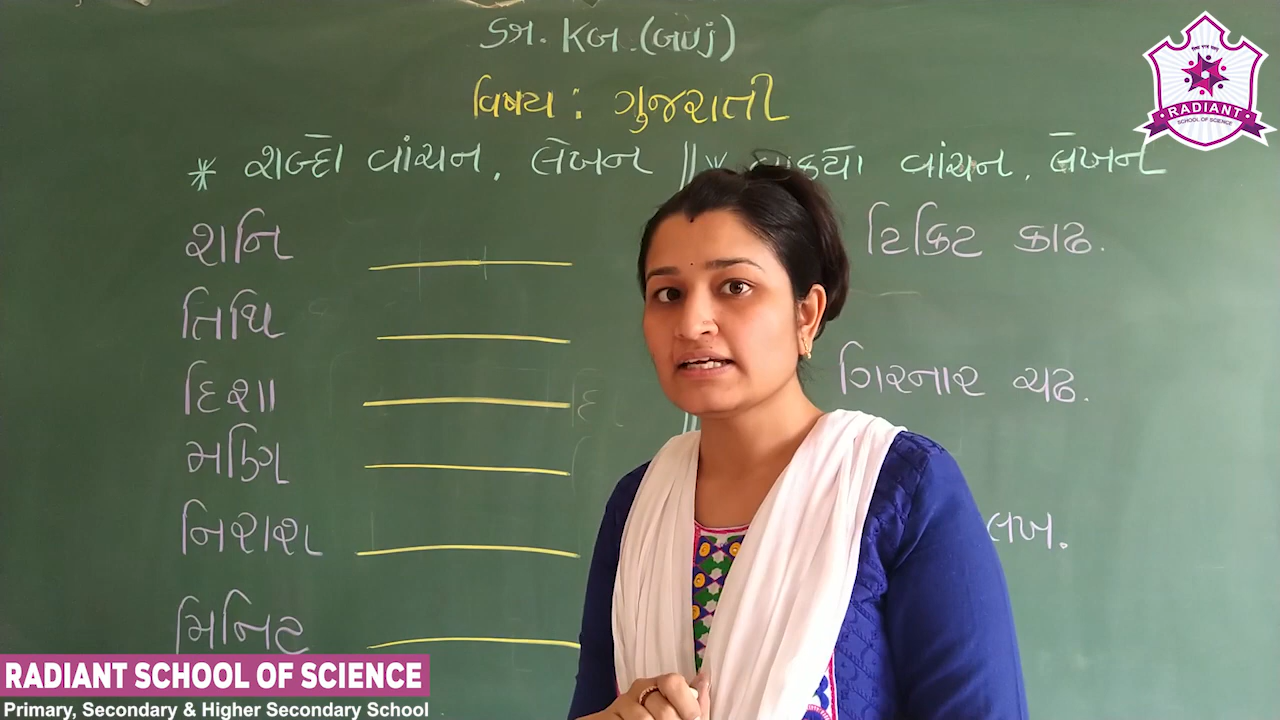 ધો. KG. (Guj)
વિષય : ગુજરાતી
* શબ્દો વાંચન, લેખન || * વાક્યો વાંચન, લેખન
શનિ
ટિકિટ કાઢ.
તિથિ
દિશા
ગિરનાર ચઢ.
મણિ
નિરાશ
લખ.
મિનિટ
RADIANT
SCHOOL OF SCIENCE
RADIANT SCHOOL OF SCIENCE
Primary, Secondary & Higher Secondary School